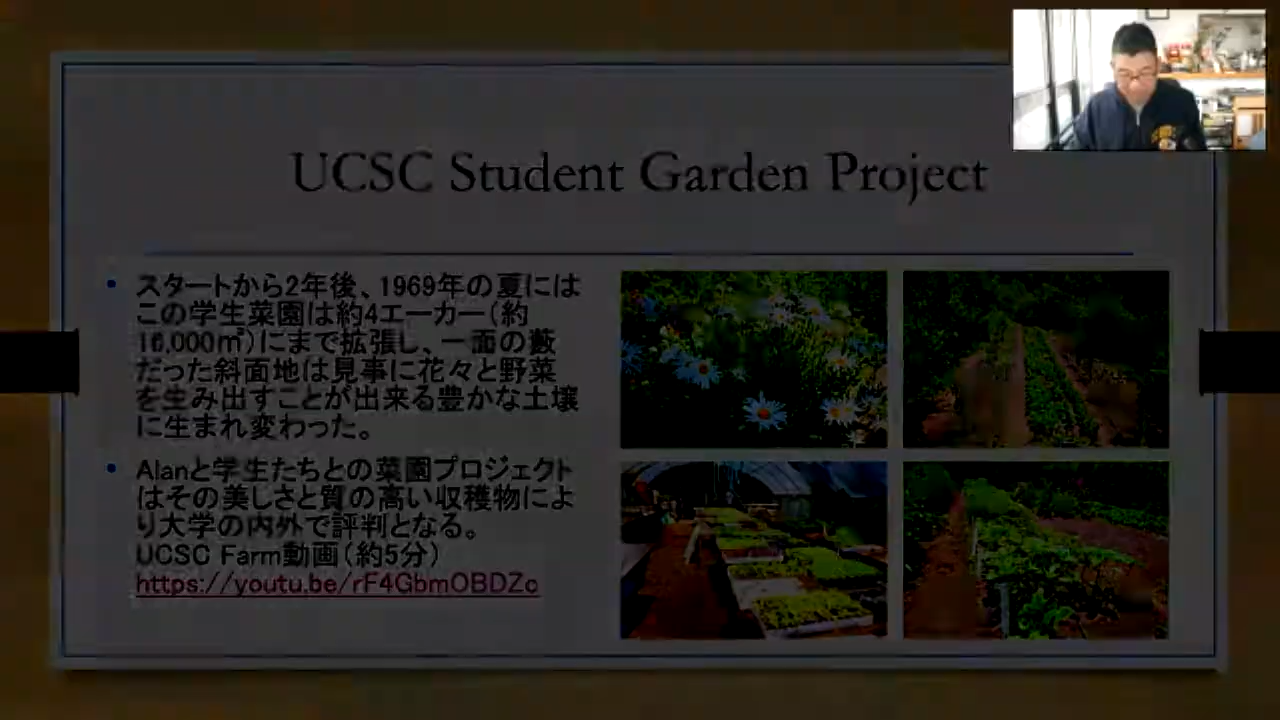 UCSC Student Garden Project
スタートから2年後、1969年の夏には
この学生菜園は約4エーカー(約
16,000㎡)にまで拡張し、一面の藪
だった斜面地は見事に花々と野菜
を生み出すことが出来る豊かな土壌
に生まれ変わった。
Alanと学生たちとの菜園プロジェクト
はその美しさと質の高い収穫物によ
り大学の内外で評判となる。
UCSC Farm動画(約5分)
https://youtu.be/rF4GbmOBDZc